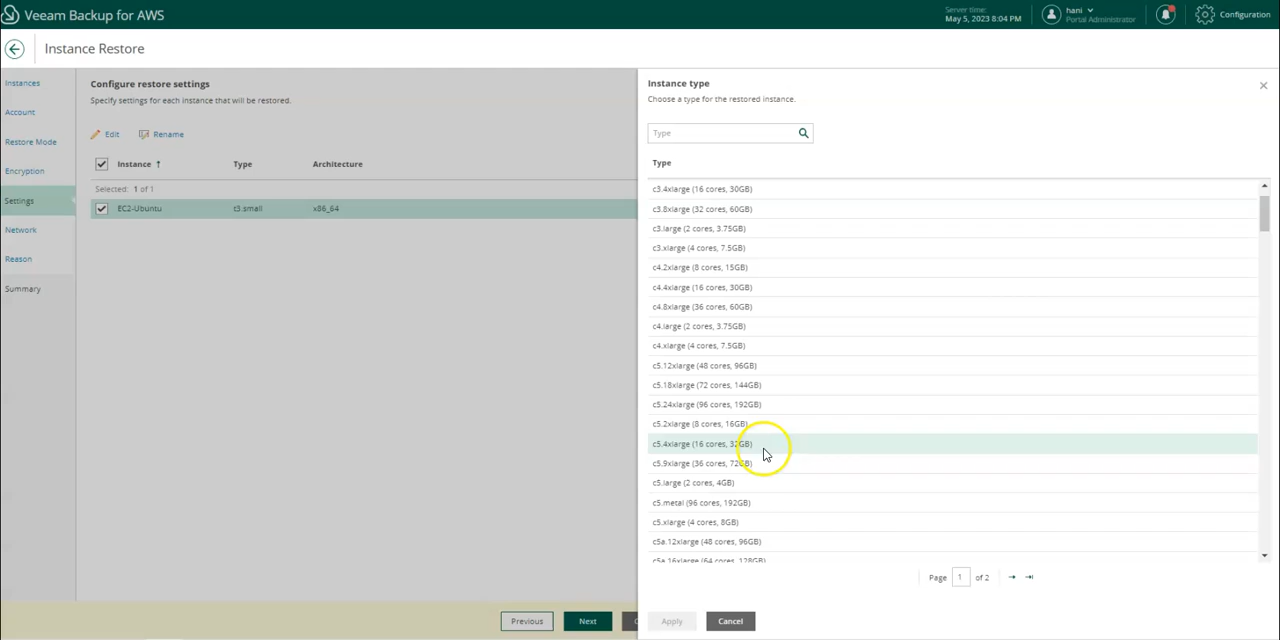 Veeam Backup for AWS
Server time:
May 5, 2023 8:04 PM
hani
Portal Administrator
Configuration
Instance Restore
Instances
Account
Restore Mode
Encryption
Settings
Network
Reason
Summary
Configure restore settings
Specify settings for each instance that will be restored.
Edit Rename
Instance Type Architecture
Selected: 1 of 1
EC2-Ubuntu t3.small x86_64
Previous Next
Instance type
Choose a type for the restored instance.
Type
Type
c3.4xlarge (16 cores, 30GB)
c3.8xlarge (32 cores, 60GB)
c3.large (2 cores, 3.75GB)
c3.xlarge (4 cores, 7.5GB)
c4.2xlarge (8 cores, 15GB)
c4.4xlarge (16 cores, 30GB)
c4.8xlarge (36 cores, 60GB)
c4.large (2 cores, 3.75GB)
c4.xlarge (4 cores, 7.5GB)
c5.12xlarge (48 cores, 96GB)
c5.18xlarge (72 cores, 144GB)
c5.24xlarge (96 cores, 192GB)
c5.2xlarge (8 cores, 16GB)
c5.4xlarge (16 cores, 32GB)
c5.9xlarge (36 cores, 72GB)
c5.large (2 cores, 4GB)
c5.metal (96 cores, 192GB)
c5.xlarge (4 cores, 8GB)
c5a.12xlarge (48 cores, 96GB)
c5a.16xlarge (64 cores, 128GB)
Page 1 of 2
Apply Cancel